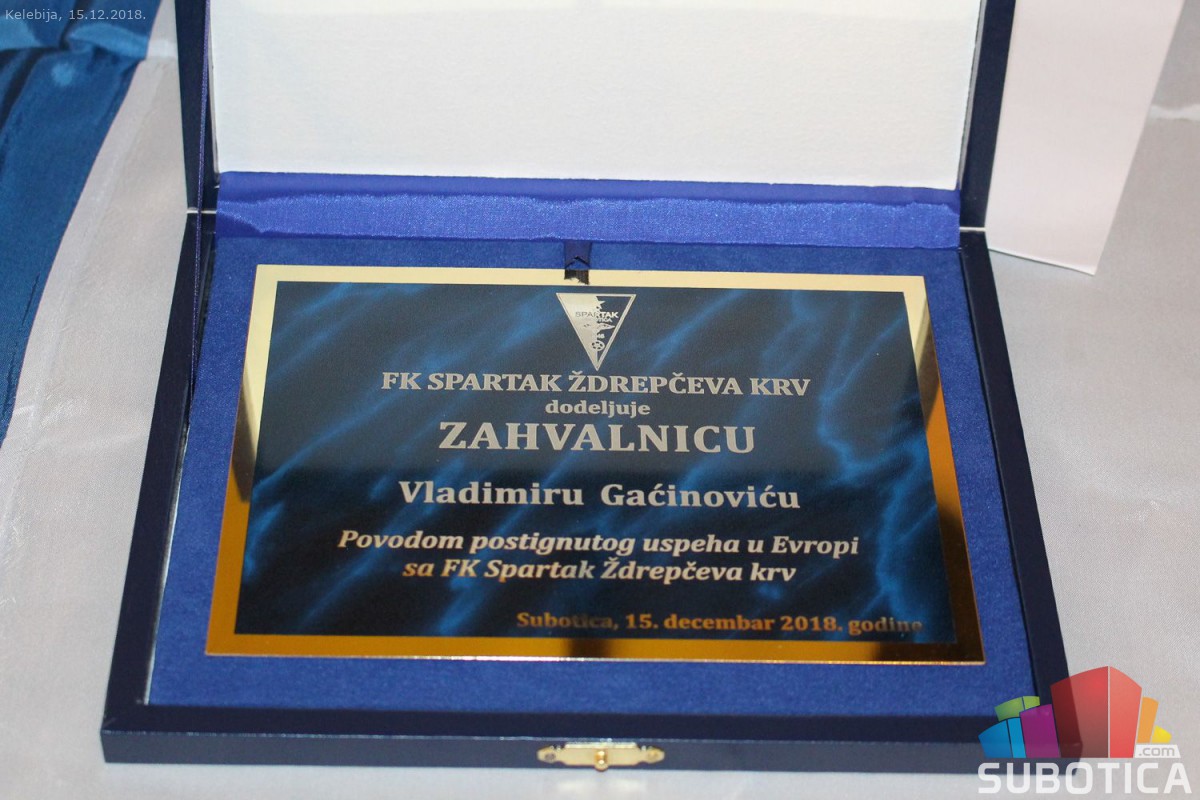 Kelebija, 15.12.2018.
SPARTAK
FK SPARTAK ŽDREPČEVA KRV
dodeljuje
ZAHVALNICU
Vladimiru Gaćinoviću
Povodom postignutog uspeha u Evropi
sa FK Spartak Ždrepčeva krv
Subotica, 15. decembar 2018. godine
.com
SUBOTICA